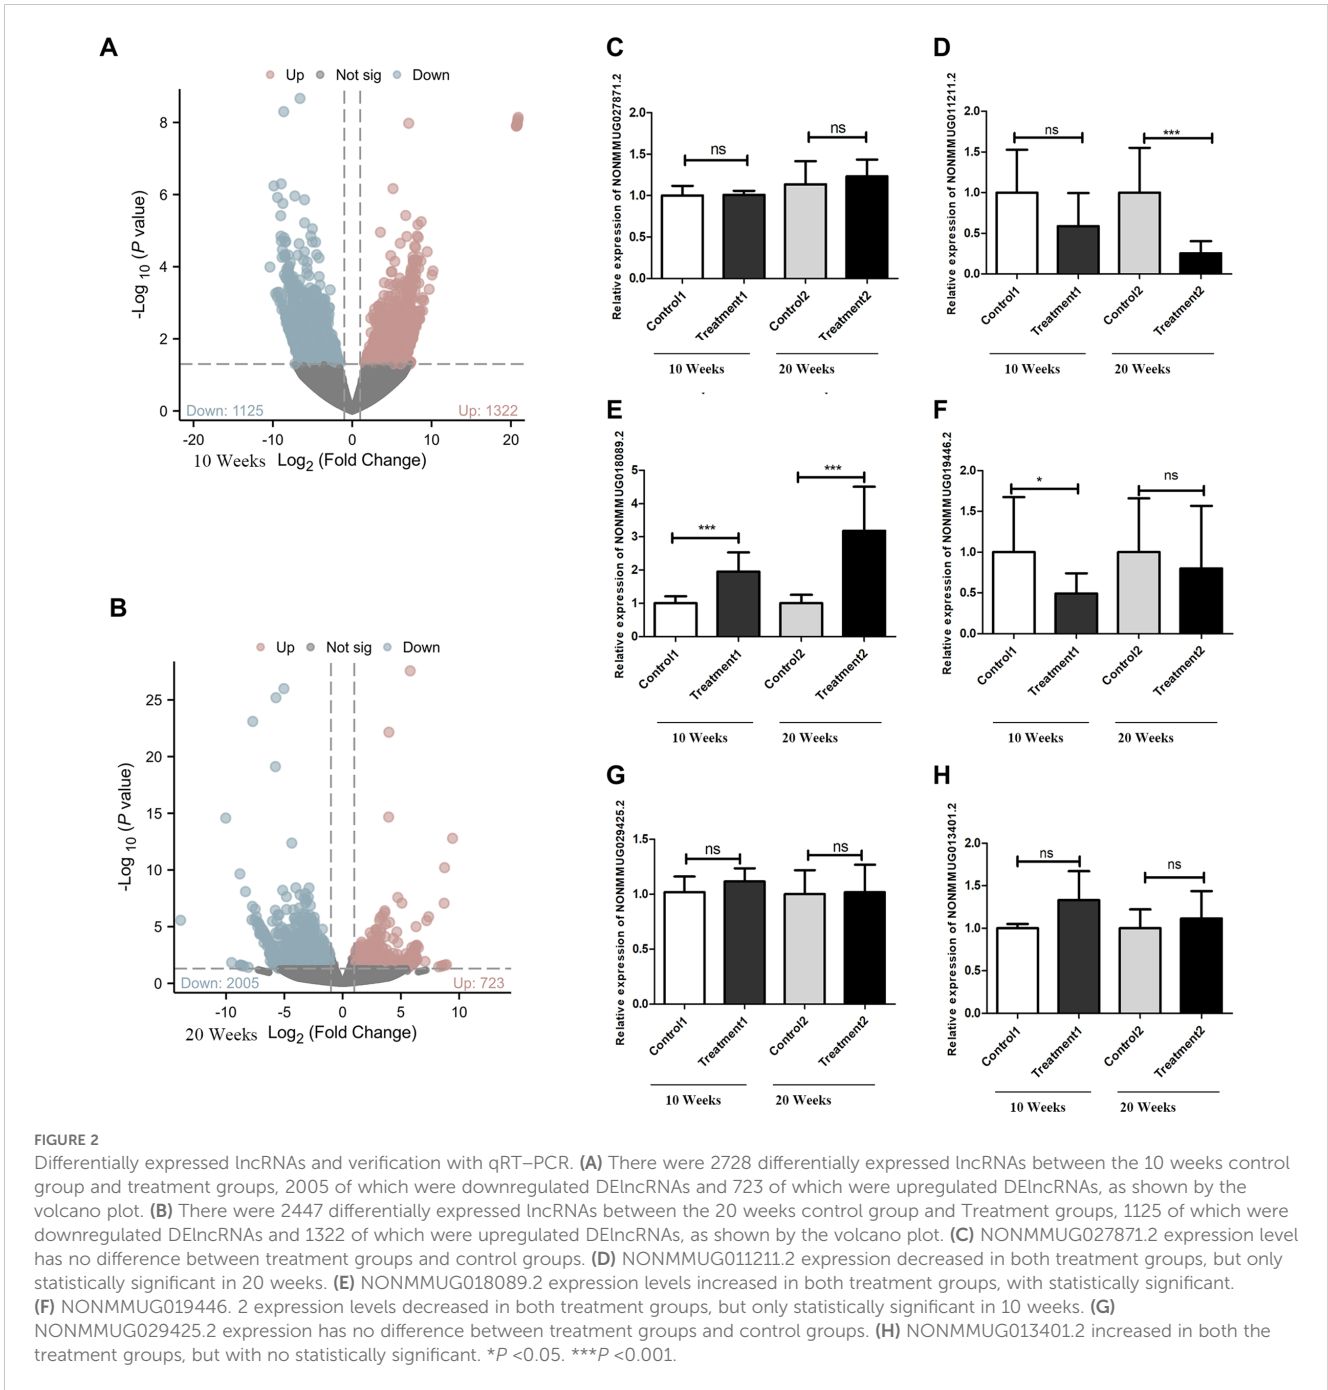 A
Up Not sig Down
-Log 10 (P value)
8
6
4
2
0
Down: 1125 Up: 1322
-20 -10 0 10 20
10 Weeks Log2 (Fold Change)
B
Up Not sig Down
-Log 10 (P value)
25
20
15
10
5
0
Down: 2005 Up: 723
-10 -5 0 5 10
20 Weeks Log2 (Fold Change)
C
Relative expression of NONMMUG027871.2
2.0
1.5
1.0
0.5
0.0
ns ns
Control1 Treatment1 Control2 Treatment2
10 Weeks 20 Weeks
D
Relative expression of NONMMUG011211.2
2.0
1.5
1.0
0.5
0.0
ns ***
Control1 Treatment1 Control2 Treatment2
10 Weeks 20 Weeks
E
Relative expression of NONMMUG018089.2
5
4
3
2
1
0
*** ***
Control1 Treatment1 Control2 Treatment2
10 Weeks 20 Weeks
F
Relative expression of NONMMUG019446.2
2.0
1.5
1.0
0.5
0.0
* ns
Control1 Treatment1 Control2 Treatment2
10 Weeks 20 Weeks
G
Relative expression of NONMMUG029425.2
1.5
1.0
0.5
0.0
ns ns
Control1 Treatment1 Control2 Treatment2
10 Weeks 20 Weeks
H
Relative expression of NONMMUG013401.2
2.0
1.5
1.0
0.5
0.0
ns ns
Control1 Treatment1 Control2 Treatment2
10 Weeks 20 Weeks
FIGURE 2
Differentially expressed lncRNAs and verification with qRT–PCR. (A) There were 2728 differentially expressed lncRNAs between the 10 weeks control
group and treatment groups, 2005 of which were downregulated DElncRNAs and 723 of which were upregulated DElncRNAs, as shown by the
volcano plot. (B) There were 2447 differentially expressed lncRNAs between the 20 weeks control group and Treatment groups, 1125 of which were
downregulated DElncRNAs and 1322 of which were upregulated DElncRNAs, as shown by the volcano plot. (C) NONMMUG027871.2 expression level
has no difference between treatment groups and control groups. (D) NONMMUG011211.2 expression decreased in both treatment groups, but only
statistically significant in 20 weeks. (E) NONMMUG018089.2 expression levels increased in both treatment groups, with statistically significant.
(F) NONMMUG019446. 2 expression levels decreased in both treatment groups, but only statistically significant in 10 weeks. (G)
NONMMUG029425.2 expression has no difference between treatment groups and control groups. (H) NONMMUG013401.2 increased in both the
treatment groups, but with no statistically significant. *P <0.05. ***P <0.001.